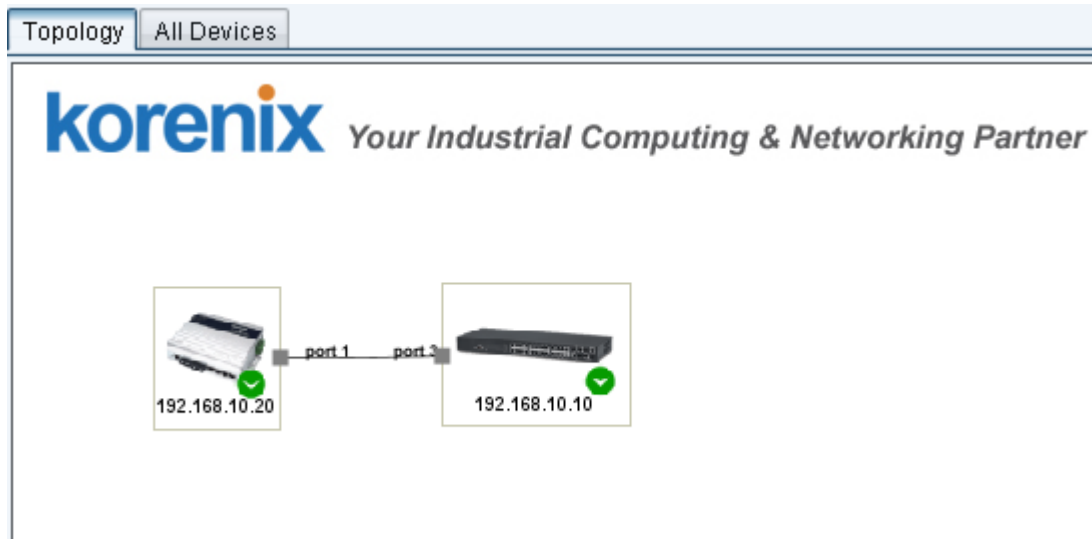 Topology All Devices
korenix Your Industrial Computing & Networking Partner
port 1 port 3
192.168.10.20 192.168.10.10